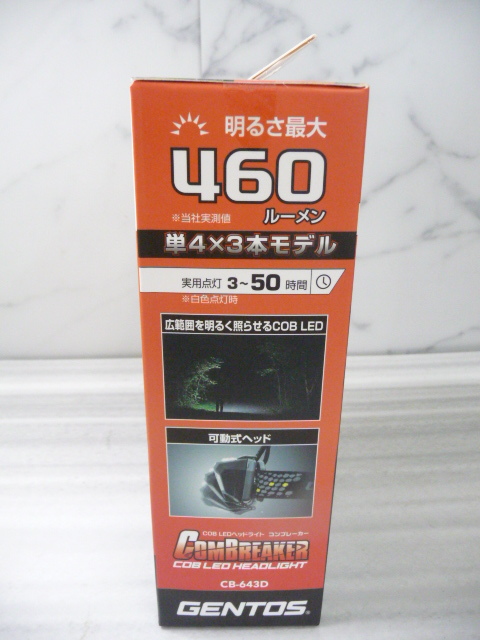 明るさ最大
460
ルーメン
※当社実測値
単4×3本モデル
実用点灯 3~50時間
※白色点灯時
広範囲を明るく照らせるCOB LED
可動式ヘッド
COB LEDヘッドライト コンブレーカー
COMBREAKER
COB LED HEADLIGHT
CB-643D
GENTOS®